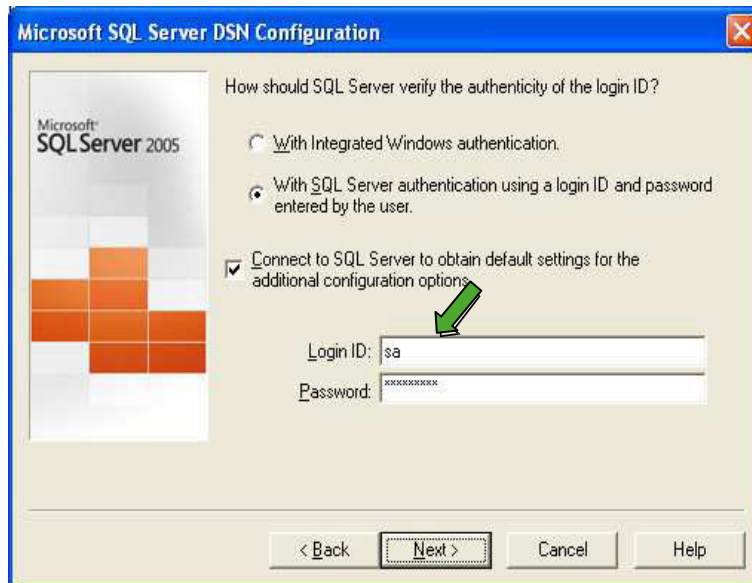 Microsoft SQL Server DSN Configuration
How should SQL Server verify the authenticity of the login ID?
Microsoft
SQL Server 2005
With Integrated Windows authentication.
With SQL Server authentication using a login ID and password
entered by the user.
Connect to SQL Server to obtain default settings for the
additional configuration options.
Login ID: sa
Password: xxxxxxxxx
< Back
Next >
Cancel
Help